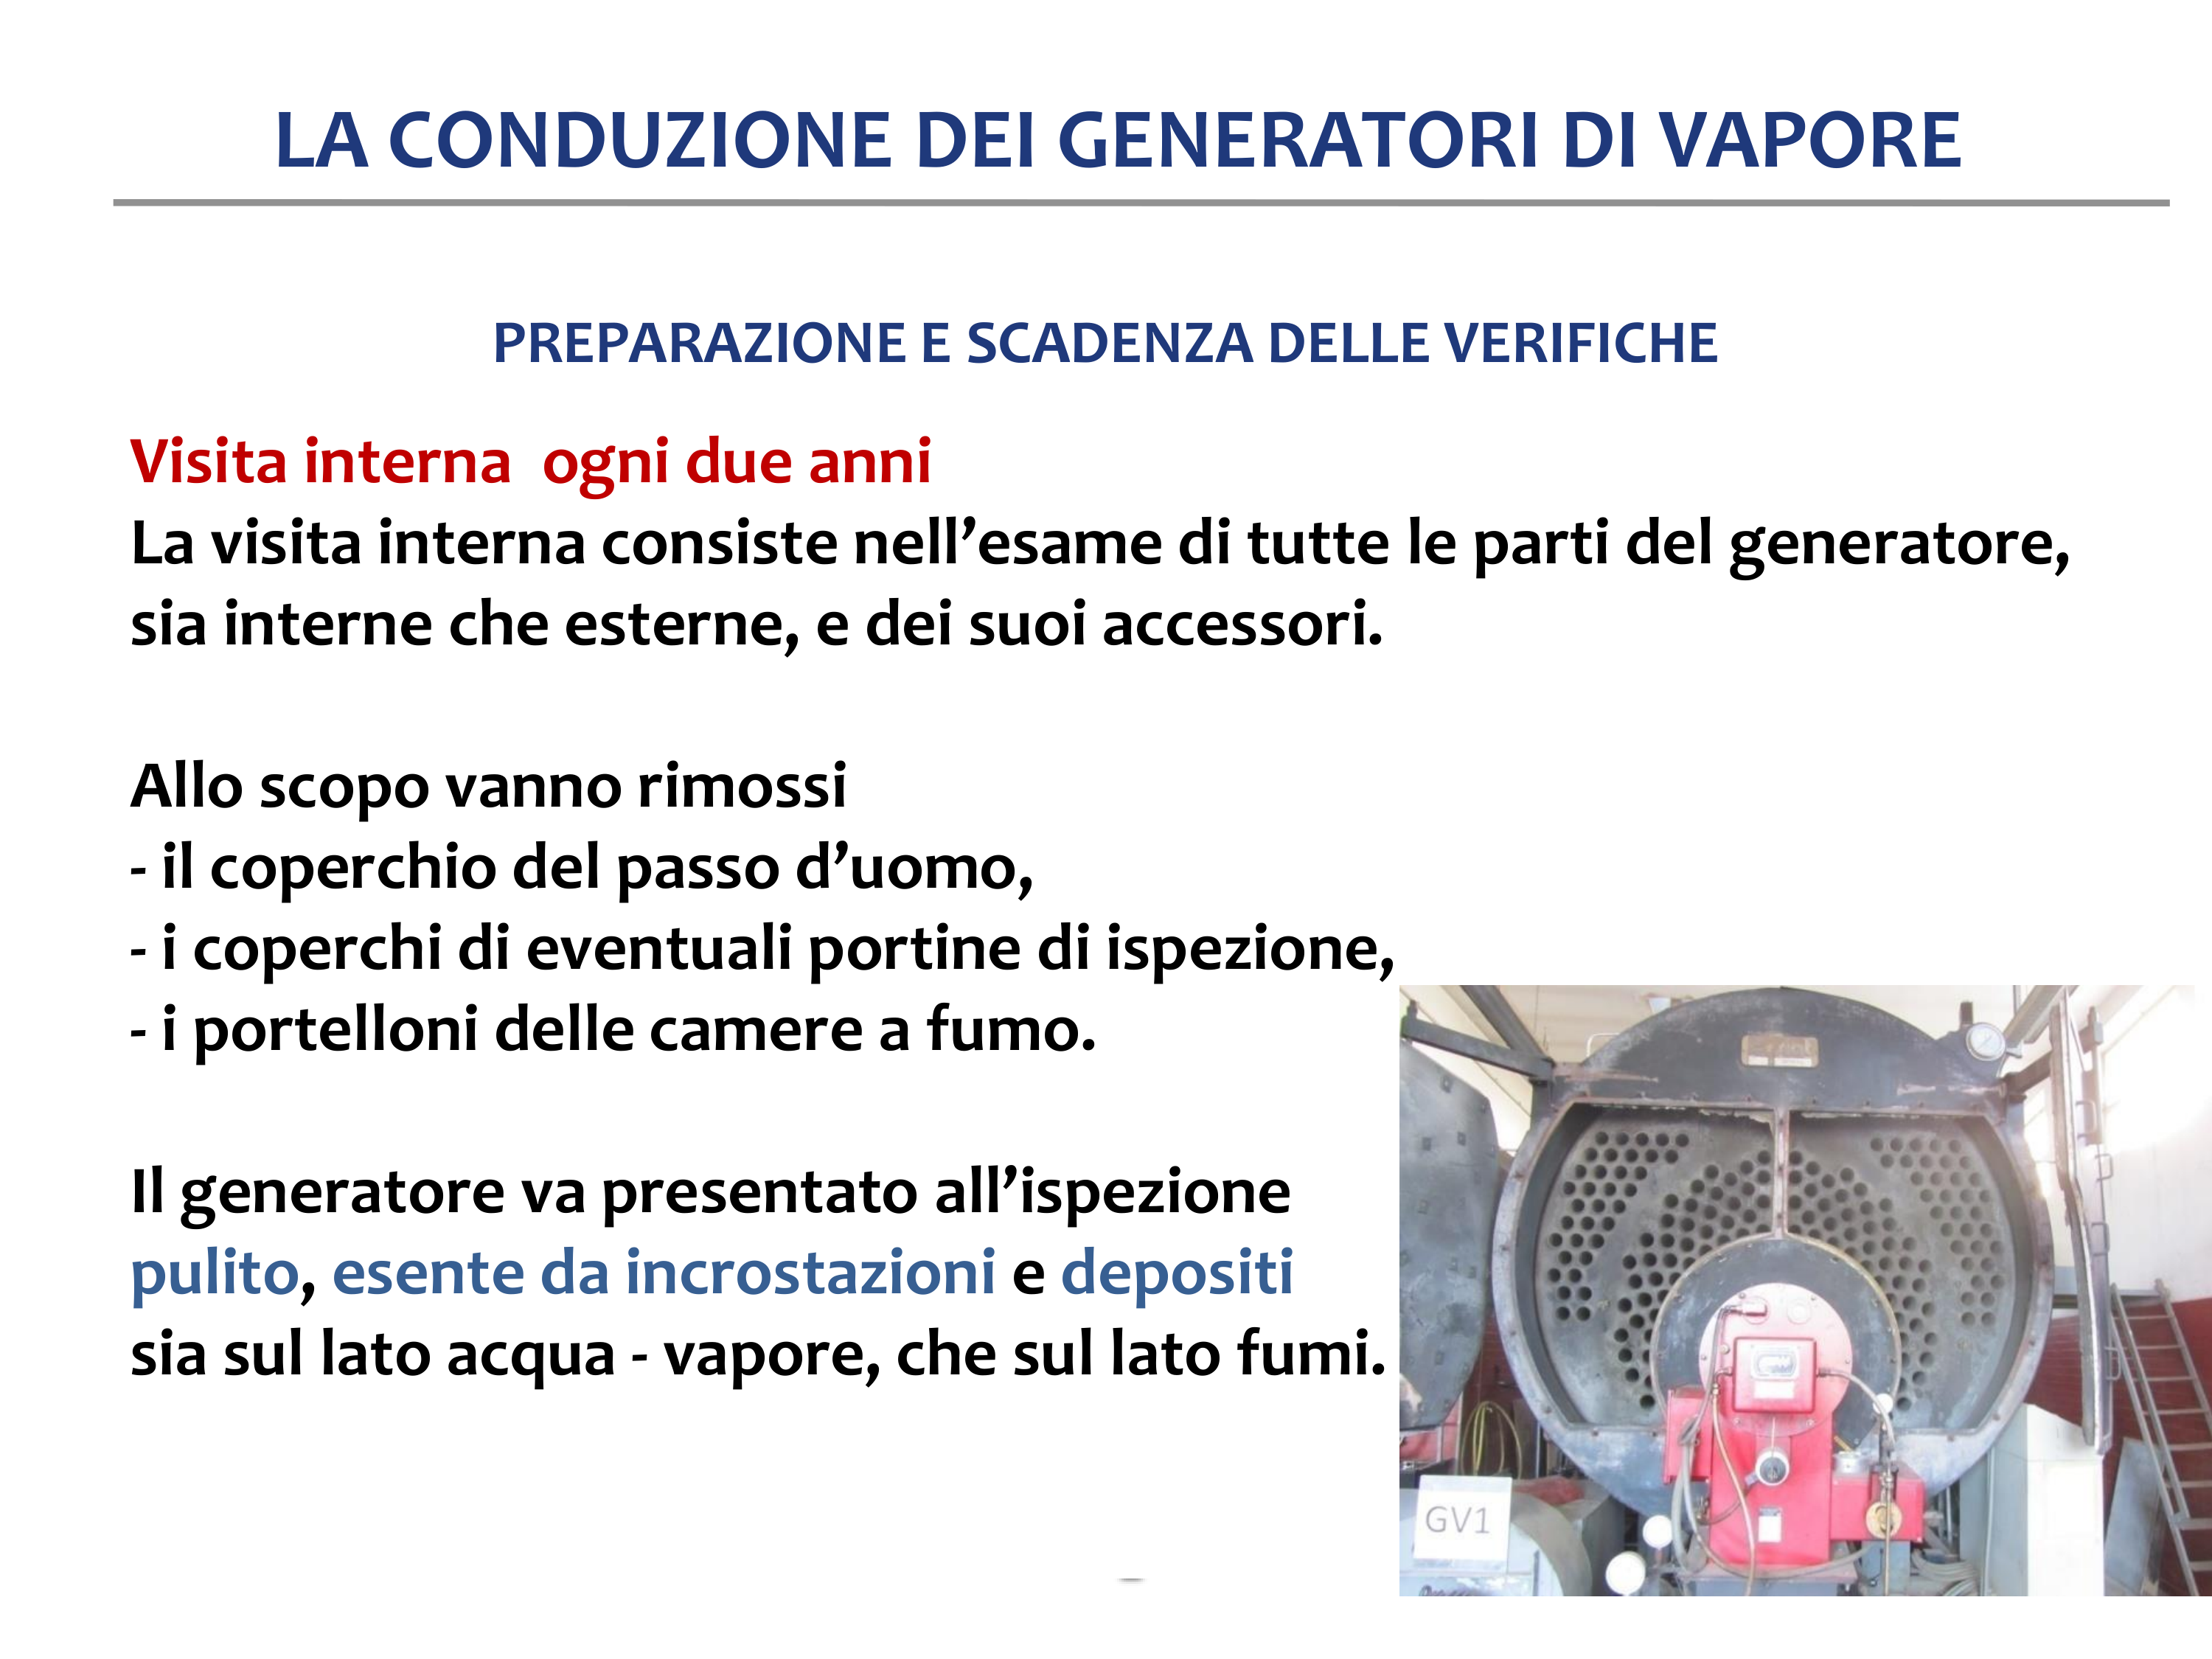 LA CONDUZIONE DEI GENERATORI DI VAPORE
PREPARAZIONE E SCADENZA DELLE VERIFICHE
Visita interna  ogni due anni
La visita interna consiste nell’esame di tutte le parti del generatore,
sia interne che esterne, e dei suoi accessori.
Allo scopo vanno rimossi
- il coperchio del passo d’uomo,
- i coperchi di eventuali portine di ispezione,
- i portelloni delle camere a fumo.
Il generatore va presentato all’ispezione
pulito, esente da incrostazioni e depositi
sia sul lato acqua - vapore, che sul lato fumi.
GV1